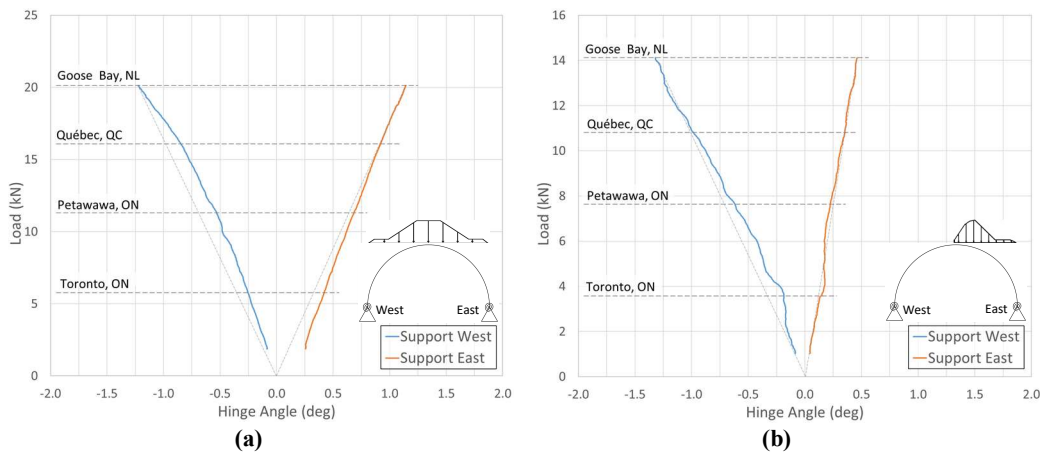 25
20
15
10
5
0
Load (kN)
Goose Bay, NL
Québec, QC
Petawawa, ON
Toronto, ON
West
East
Support West
Support East
-2.0 -1.5 -1.0 -0.5 0.0 0.5 1.0 1.5 2.0
Hinge Angle (deg)
(a)
16
14
12
10
8
6
4
2
0
Load (kN)
Goose Bay, NL
Québec, QC
Petawawa, ON
Toronto, ON
West
East
Support West
Support East
-2.0 -1.5 -1.0 -0.5 0.0 0.5 1.0 1.5 2.0
Hinge Angle (deg)
(b)